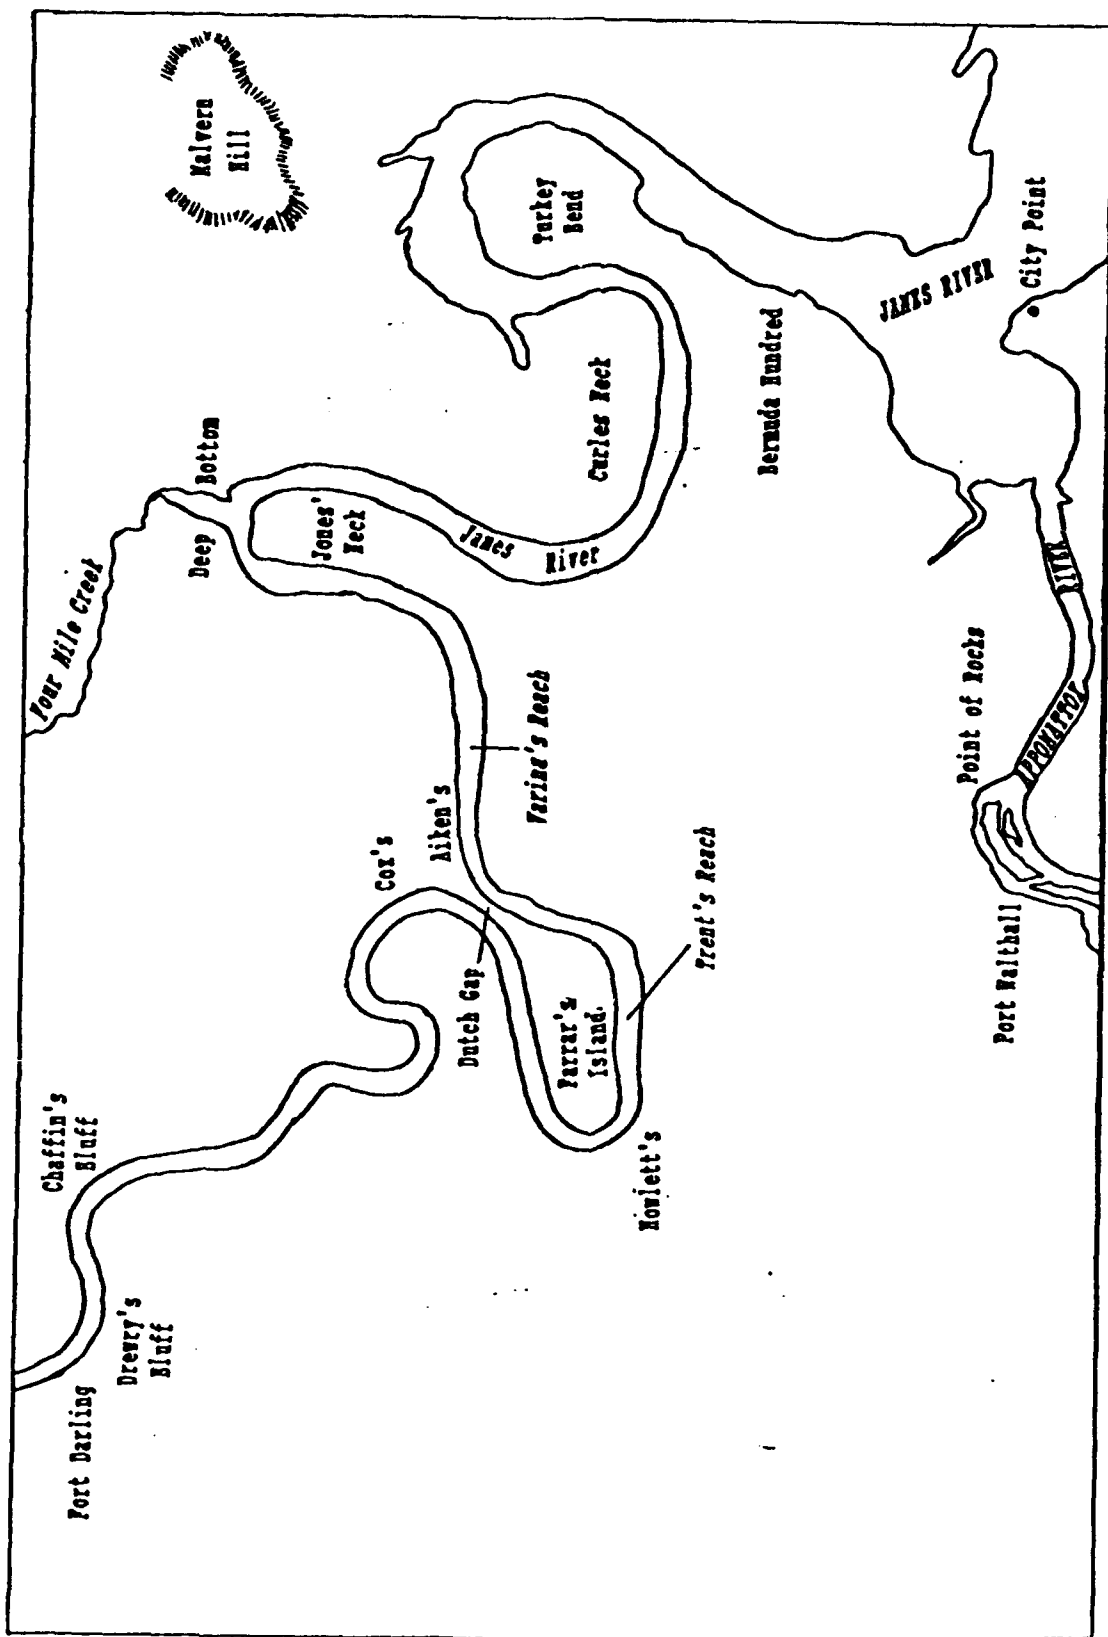 Fort Darling
Drewry's
Bluff
Chaffin's
Bluff
Four Mile Creek
Deep
Bottom
Malvern
Hill
Jones'
Neck
James
River
Cox's
Aiken's
Dutch Gap
Varina's Reach
Farrar's
Island
Howlett's
Trent's Reach
Curles Neck
Turkey
Bend
Bermuda Hundred
JAMES RIVER
City Point
Point of Rocks
Port Walthall
APPOMATTOX
RIVER